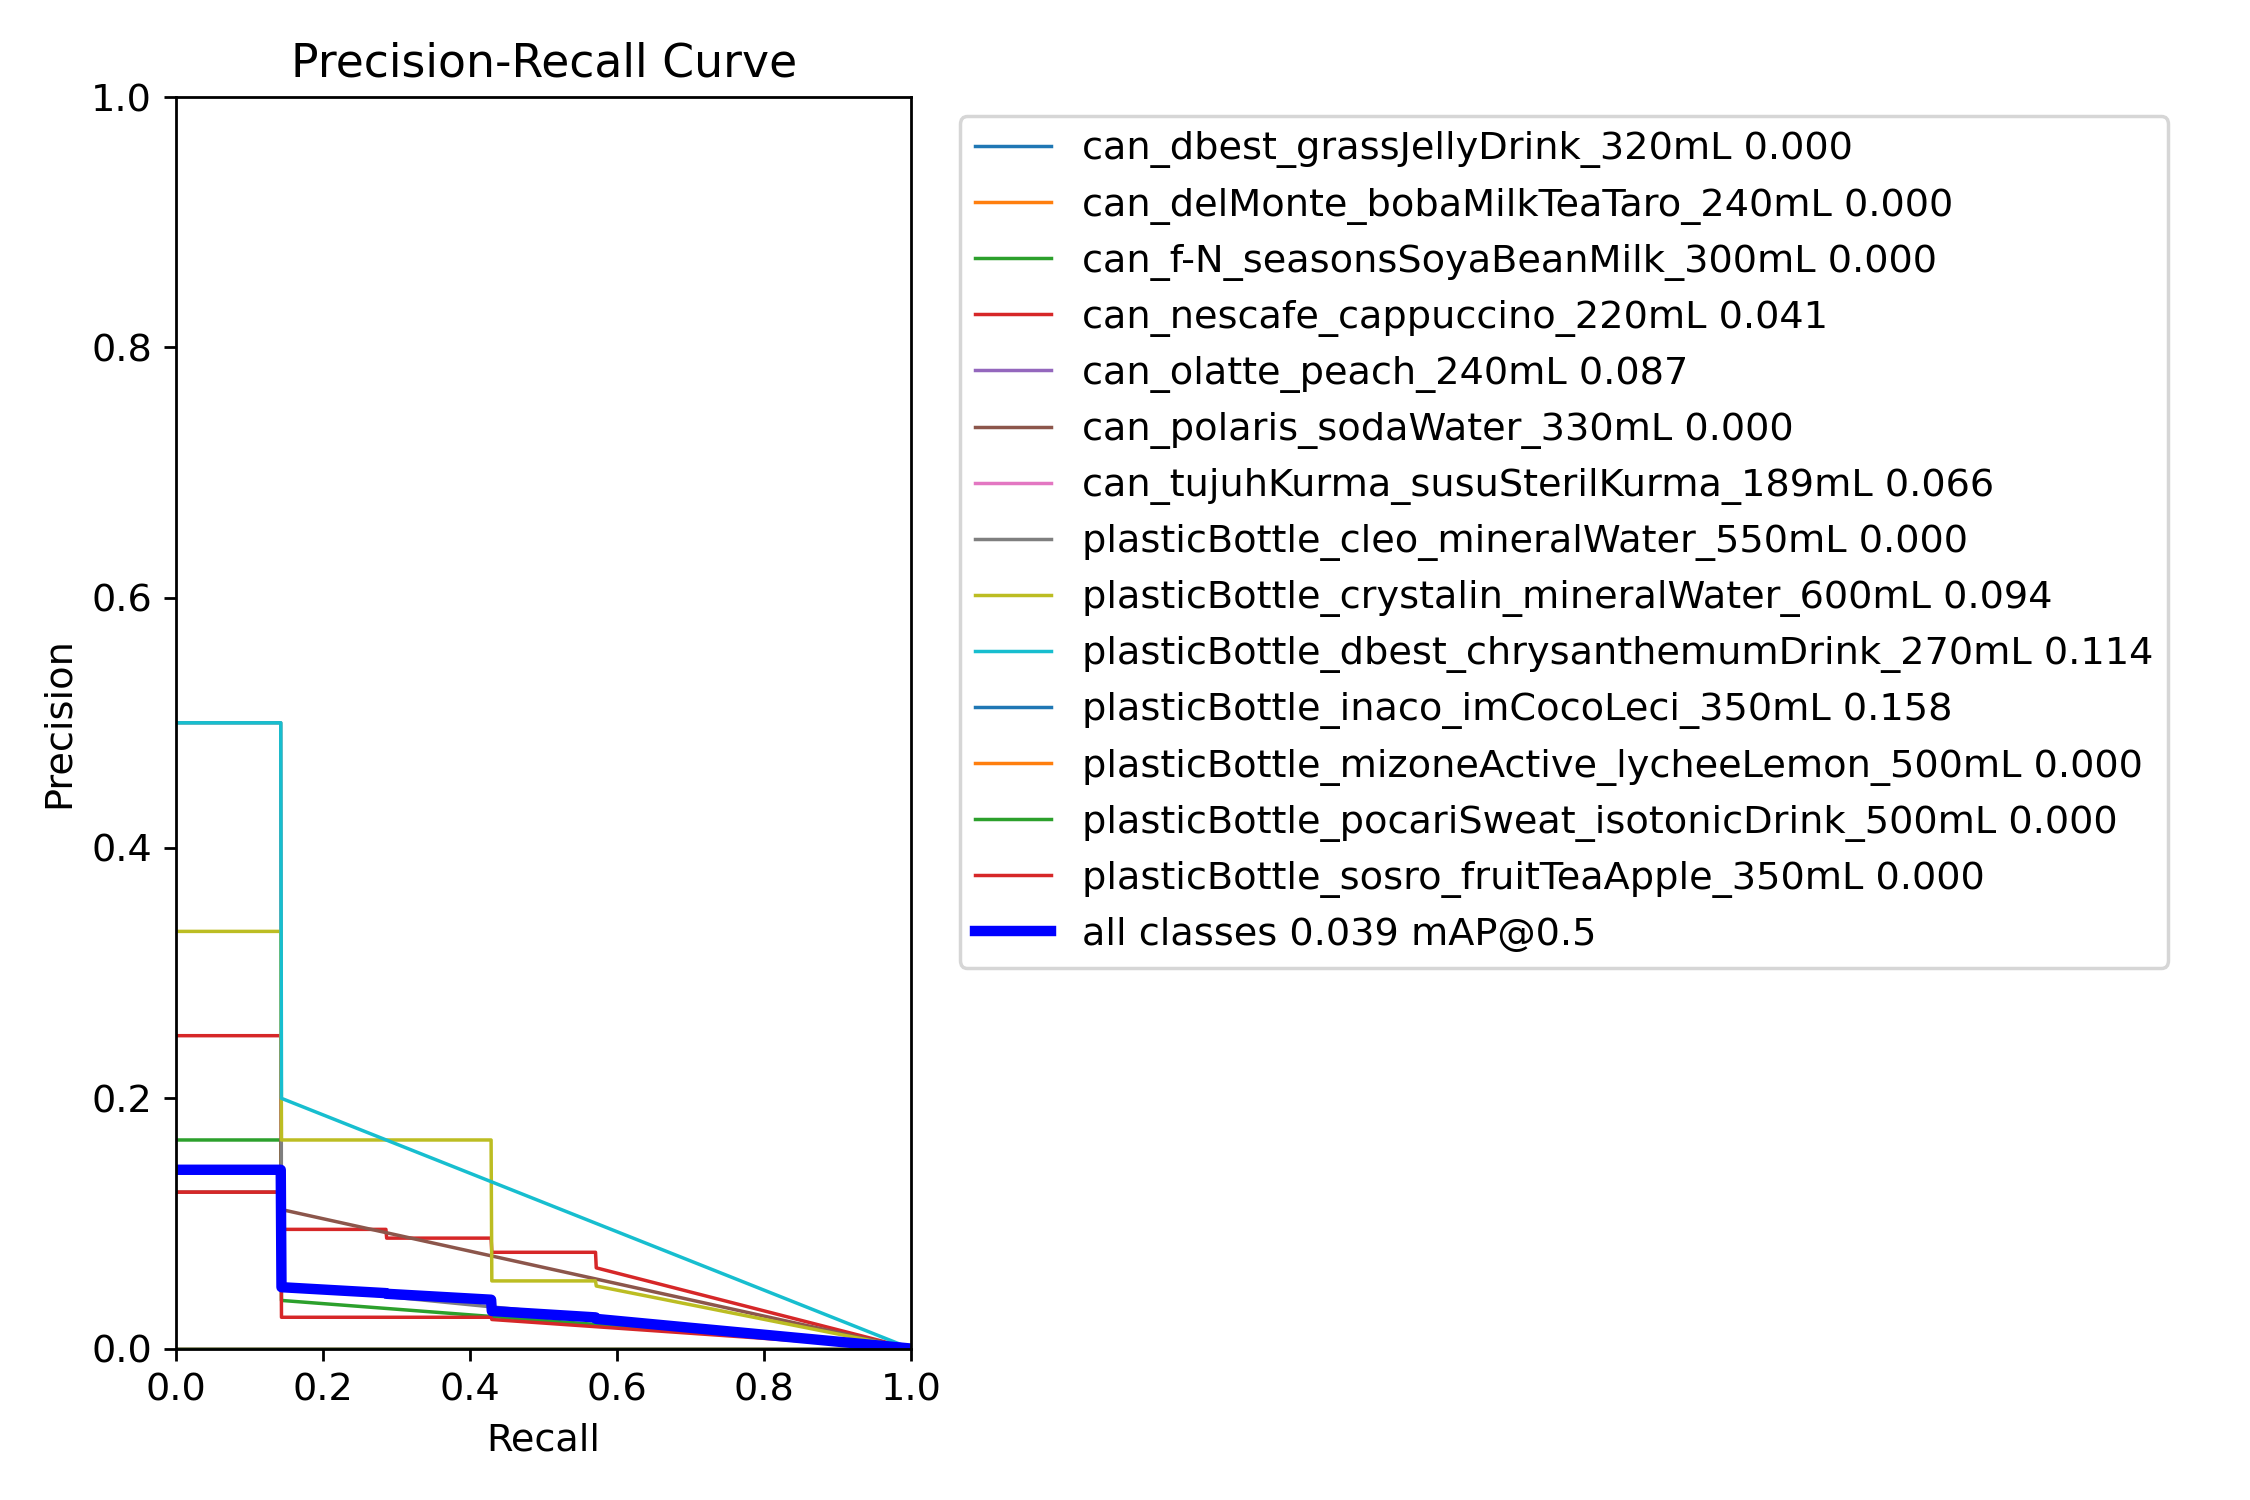 Precision-Recall Curve
1.0
0.8
0.6
0.4
0.2
0.0
Precision
0.0 0.2 0.4 0.6 0.8 1.0
Recall
can_dbest_grassJellyDrink_320mL 0.000
can_delMonte_bobaMilkTeaTaro_240mL 0.000
can_f-N_seasonsSoyaBeanMilk_300mL 0.000
can_nescafe_cappuccino_220mL 0.041
can_olatte_peach_240mL 0.087
can_polaris_sodaWater_330mL 0.000
can_tujuhKurma_susuSterilKurma_189mL 0.066
plasticBottle_cleo_mineralWater_550mL 0.000
plasticBottle_crystalin_mineralWater_600mL 0.094
plasticBottle_dbest_chrysanthemumDrink_270mL 0.114
plasticBottle_inaco_imCocoLeci_350mL 0.158
plasticBottle_mizoneActive_lycheeLemon_500mL 0.000
plasticBottle_pocariSweat_isotonicDrink_500mL 0.000
plasticBottle_sosro_fruitTeaApple_350mL 0.000
all classes 0.039 mAP@0.5